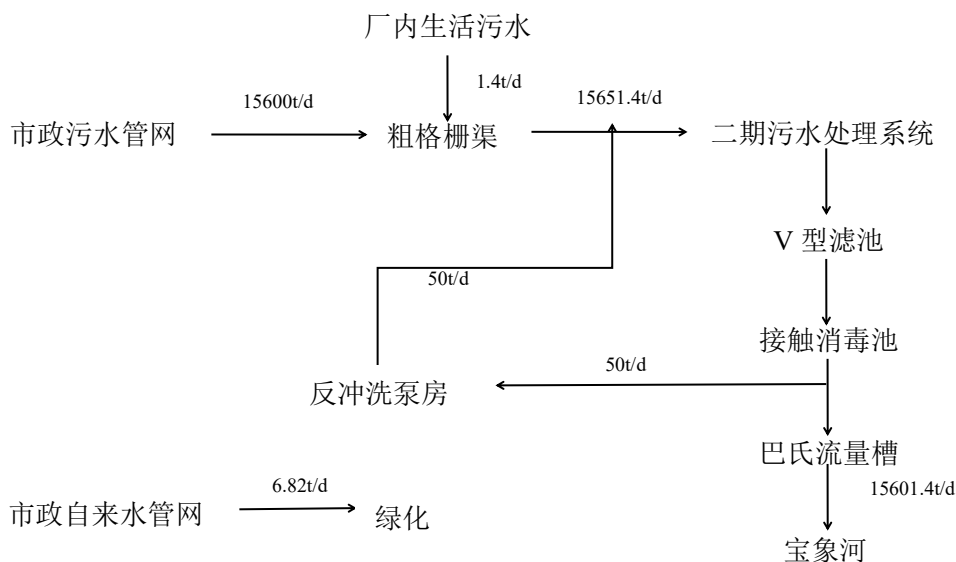 厂内生活污水
1.4t/d
15600t/d
15651.4t/d
市政污水管网
粗格栅渠
二期污水处理系统
V 型滤池
50t/d
接触消毒池
50t/d
反冲洗泵房
巴氏流量槽
6.82t/d
15601.4t/d
市政自来水管网
绿化
宝象河